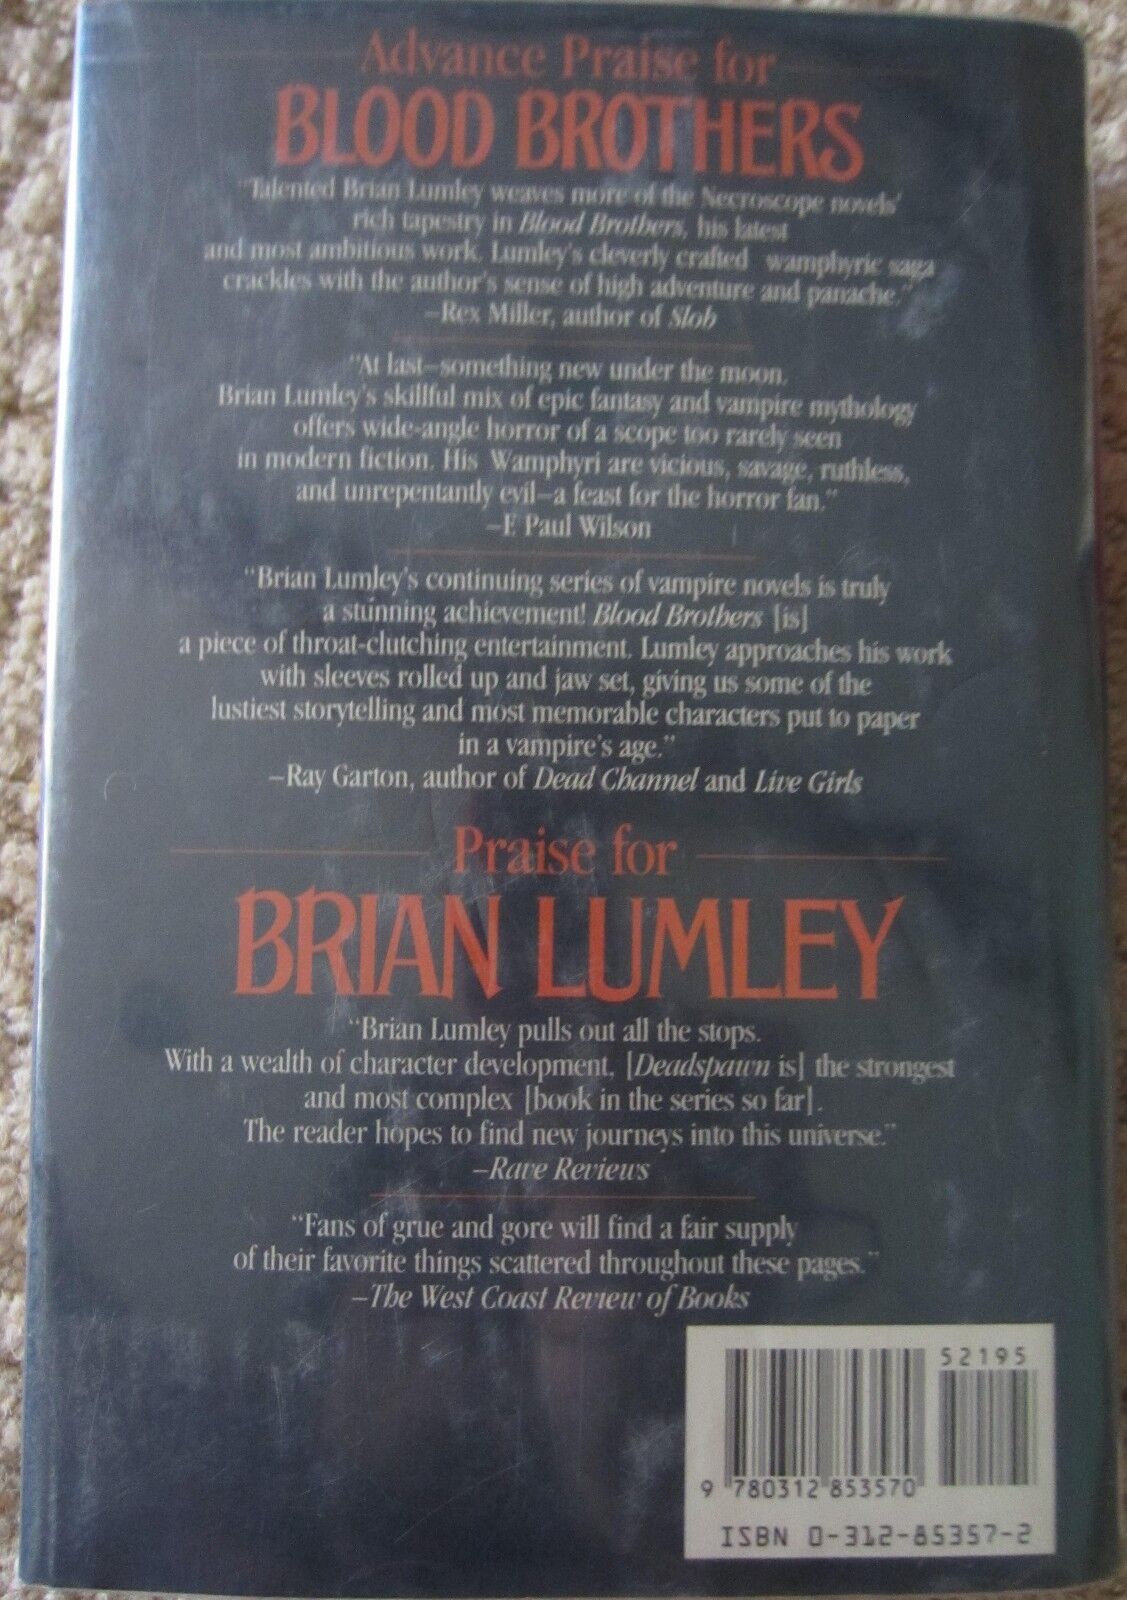 Advance Praise for
BLOOD BROTHERS
"Talented Brian Lumley weaves more of the Necroscope novels'
rich tapestry in Blood Brothers, his latest
and most ambitious work. Lumley's cleverly crafted wamphyric saga
crackles with the author's sense of high adventure and panache."
—Rex Miller, author of Slob
"At last—something new under the moon.
Brian Lumley's skillful mix of epic fantasy and vampire mythology
offers wide-angle horror of a scope too rarely seen
in modern fiction. His Wamphyri are vicious, savage, ruthless,
and unrepentantly evil—a feast for the horror fan."
—F. Paul Wilson
"Brian Lumley's continuing series of vampire novels is truly
a stunning achievement! Blood Brothers [is]
a piece of throat-clutching entertainment. Lumley approaches his work
with sleeves rolled up and jaw set, giving us some of the
lustiest storytelling and most memorable characters put to paper
in a vampire's age."
—Ray Garton, author of Dead Channel and Live Girls
Praise for
BRIAN LUMLEY
"Brian Lumley pulls out all the stops.
With a wealth of character development, [Deadspawn is] the strongest
and most complex [book in the series so far].
The reader hopes to find new journeys into this universe."
—Rave Reviews
"Fans of grue and gore will find a fair supply
of their favorite things scattered throughout these pages."
—The West Coast Review of Books
52195
9 780312 853570
ISBN 0-312-85357-2